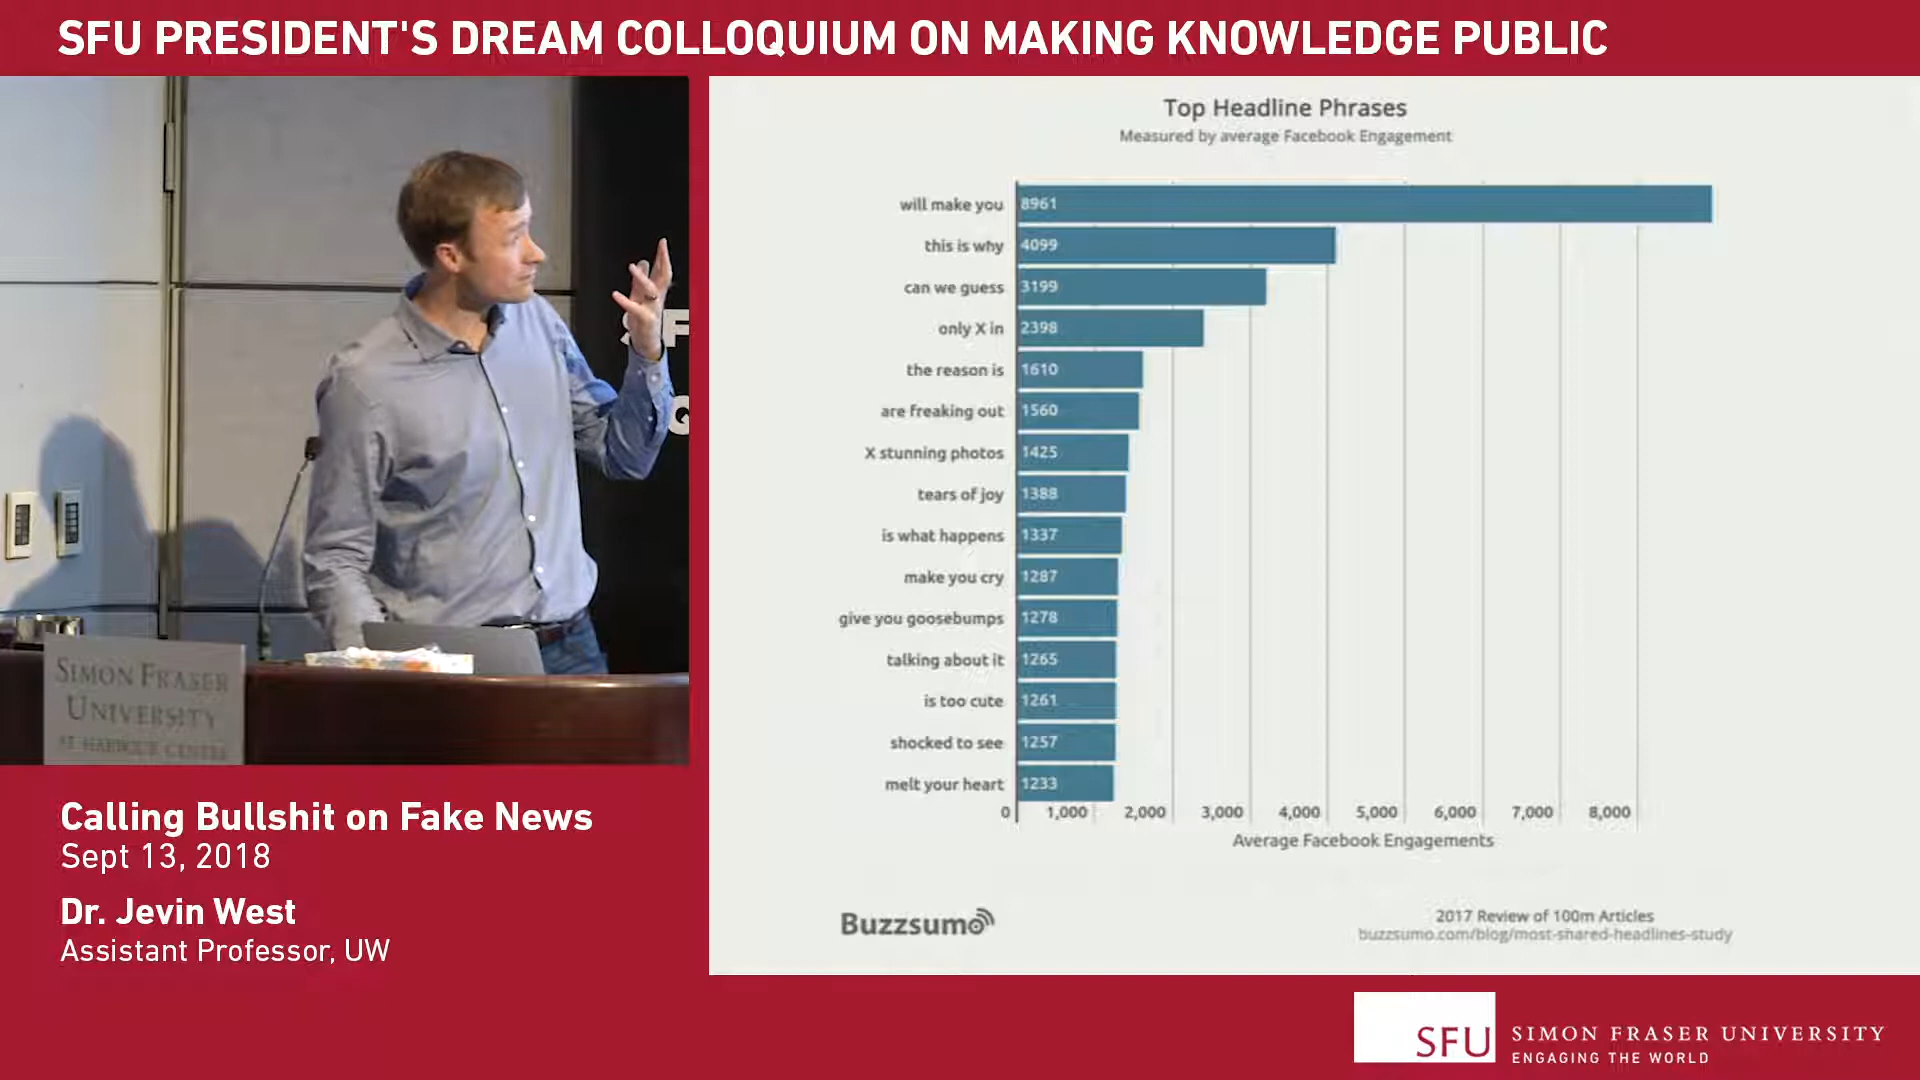 SFU PRESIDENT'S DREAM COLLOQUIUM ON MAKING KNOWLEDGE PUBLIC
SIMON FRASER
UNIVERSITY
AT HARBOUR CENTRE
Calling Bullshit on Fake News
Sept 13, 2018
Dr. Jevin West
Assistant Professor, UW
Top Headline Phrases
Measured by average Facebook Engagement
will make you 8961
this is why 4099
can we guess 3199
only X in 2398
the reason is 1610
are freaking out 1560
X stunning photos 1425
tears of joy 1388
is what happens 1337
make you cry 1287
give you goosebumps 1278
talking about it 1265
is too cute 1261
shocked to see 1257
melt your heart 1233
0 1,000 2,000 3,000 4,000 5,000 6,000 7,000 8,000
Average Facebook Engagements
Buzzsumo
2017 Review of 100m Articles
buzzsumo.com/blog/most-shared-headlines-study
SFU SIMON FRASER UNIVERSITY
ENGAGING THE WORLD